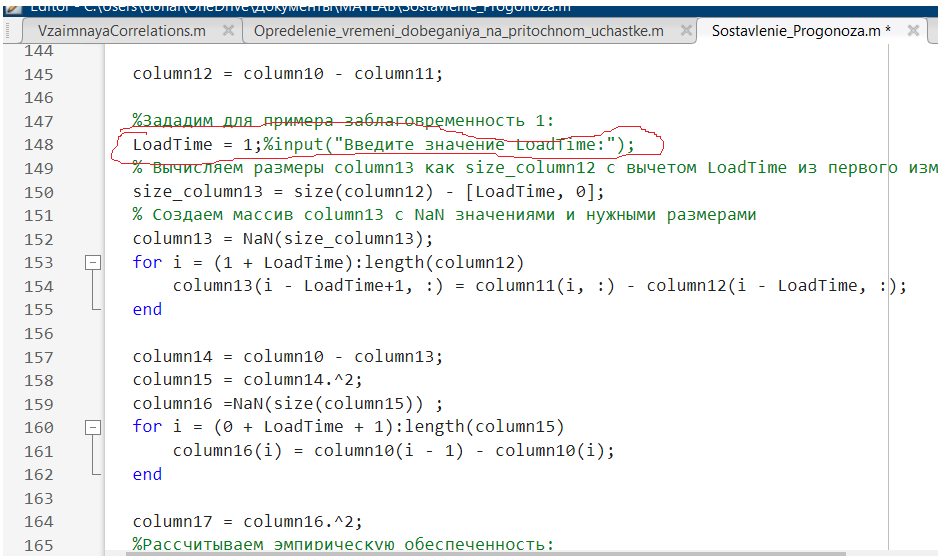 Editor - C:\Users\donar\OneDrive\Документы\MATLAB\Sostavlenie_Progonoza.m
VzaimnayaCorrelations.m Opredelenie_vremeni_dobeganiya_na_pritochnom_uchastke.m Sostavlenie_Progonoza.m *
144
145 column12 = column10 - column11;
146
147 %Зададим для примера заблаговременность 1:
148 LoadTime = 1;%input("Введите значение LoadTime:");
149 % Вычисляем размеры column13 как size_column12 с вычетом LoadTime из первого изм
150 size_column13 = size(column12) - [LoadTime, 0];
151 % Создаем массив column13 с NaN значениями и нужными размерами
152 column13 = NaN(size_column13);
153 for i = (1 + LoadTime):length(column12)
154 column13(i - LoadTime+1, :) = column11(i, :) - column12(i - LoadTime, :);
155 end
156
157 column14 = column10 - column13;
158 column15 = column14.^2;
159 column16 =NaN(size(column15)) ;
160 for i = (0 + LoadTime + 1):length(column15)
161 column16(i) = column10(i - 1) - column10(i);
162 end
163
164 column17 = column16.^2;
165 %Рассчитываем эмпирическую обеспеченность: